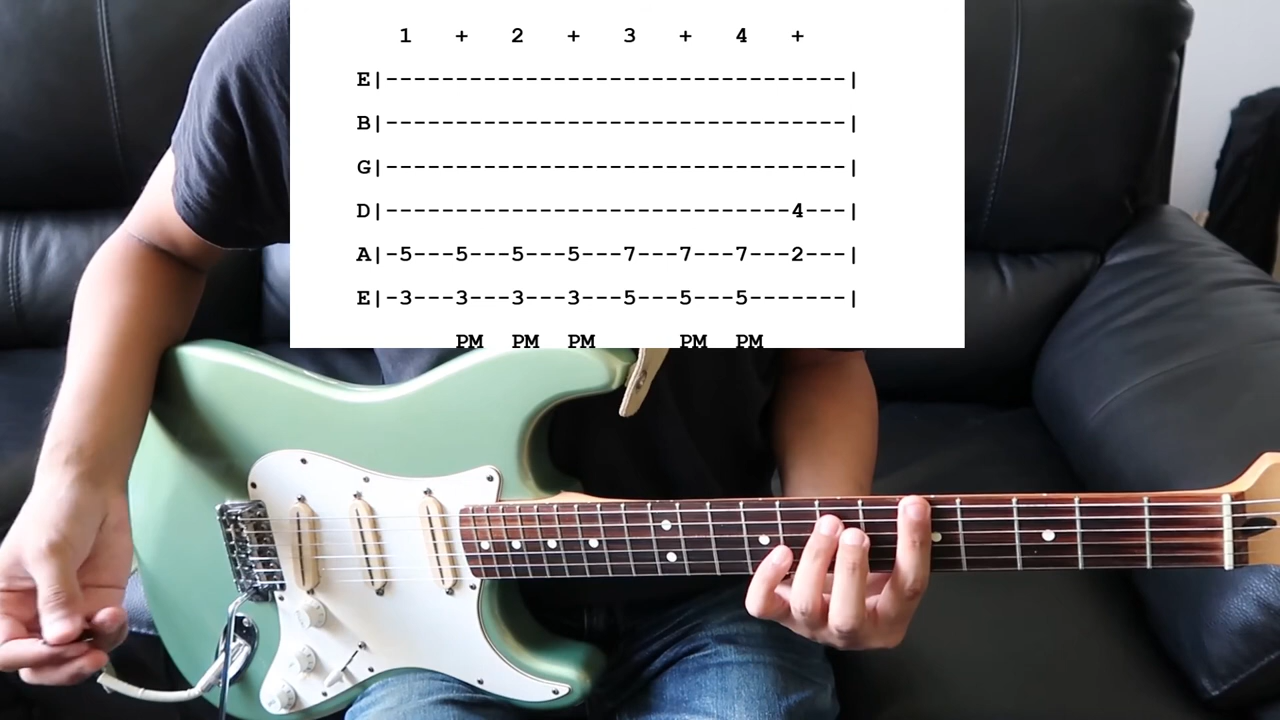 1 + 2 + 3 + 4 +
E|---------------------------------|
B|---------------------------------|
G|---------------------------------|
D|-----------------------------4---|
A|-5---5---5---5---7---7---7---2---|
E|-3---3---3---3---5---5---5-------|
PM PM PM PM PM